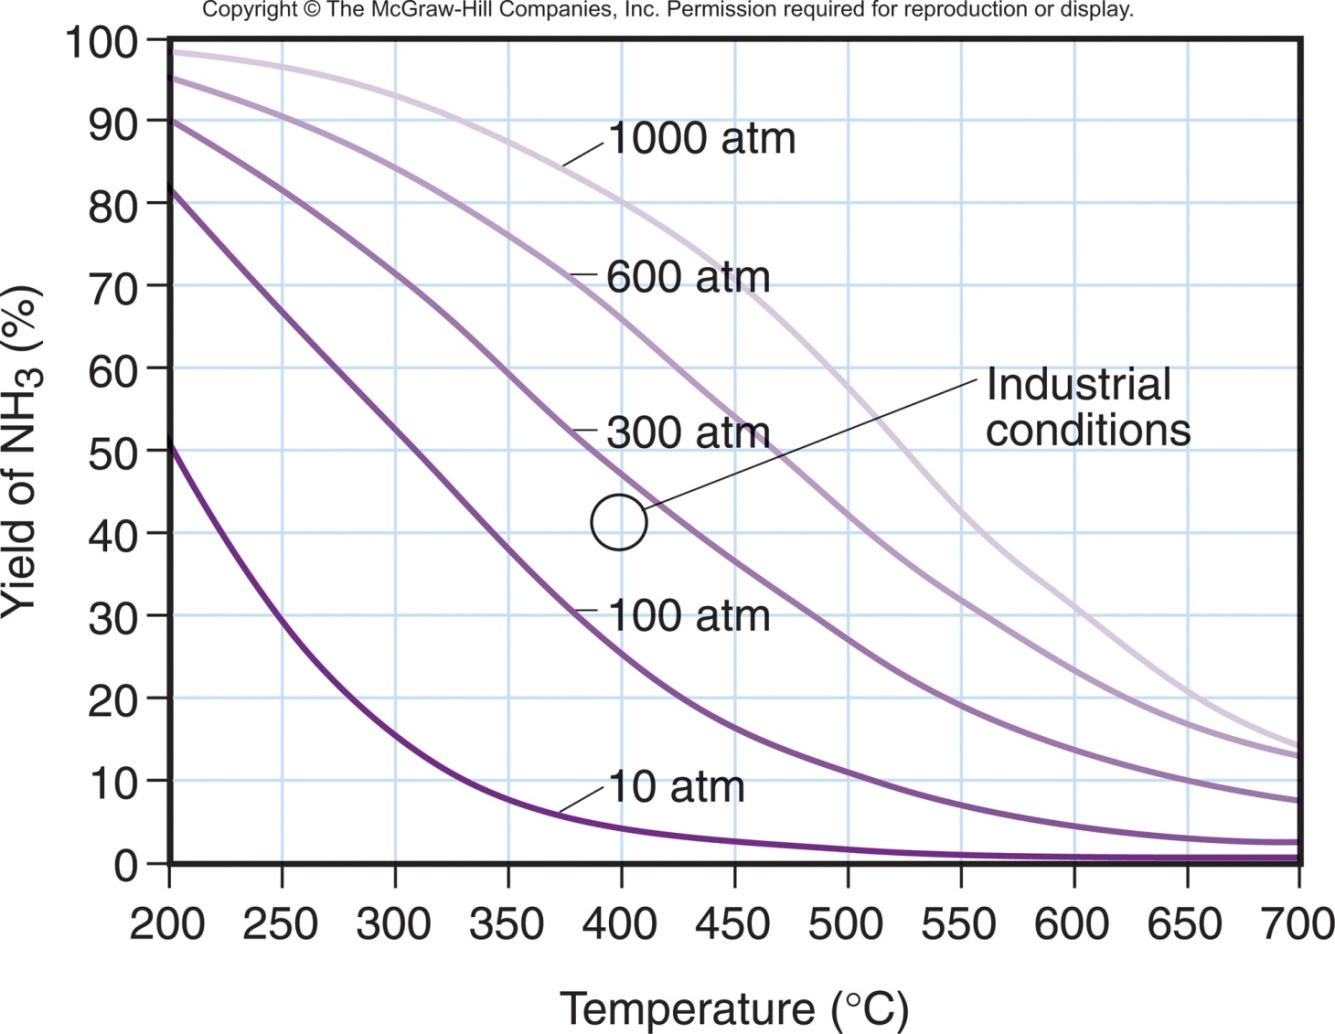 Copyright © The McGraw-Hill Companies, Inc. Permission required for reproduction or display.
Yield of NH3 (%)
100
90
80
70
60
50
40
30
20
10
0
1000 atm
600 atm
Industrial
conditions
300 atm
100 atm
10 atm
200 250 300 350 400 450 500 550 600 650 700
Temperature (°C)